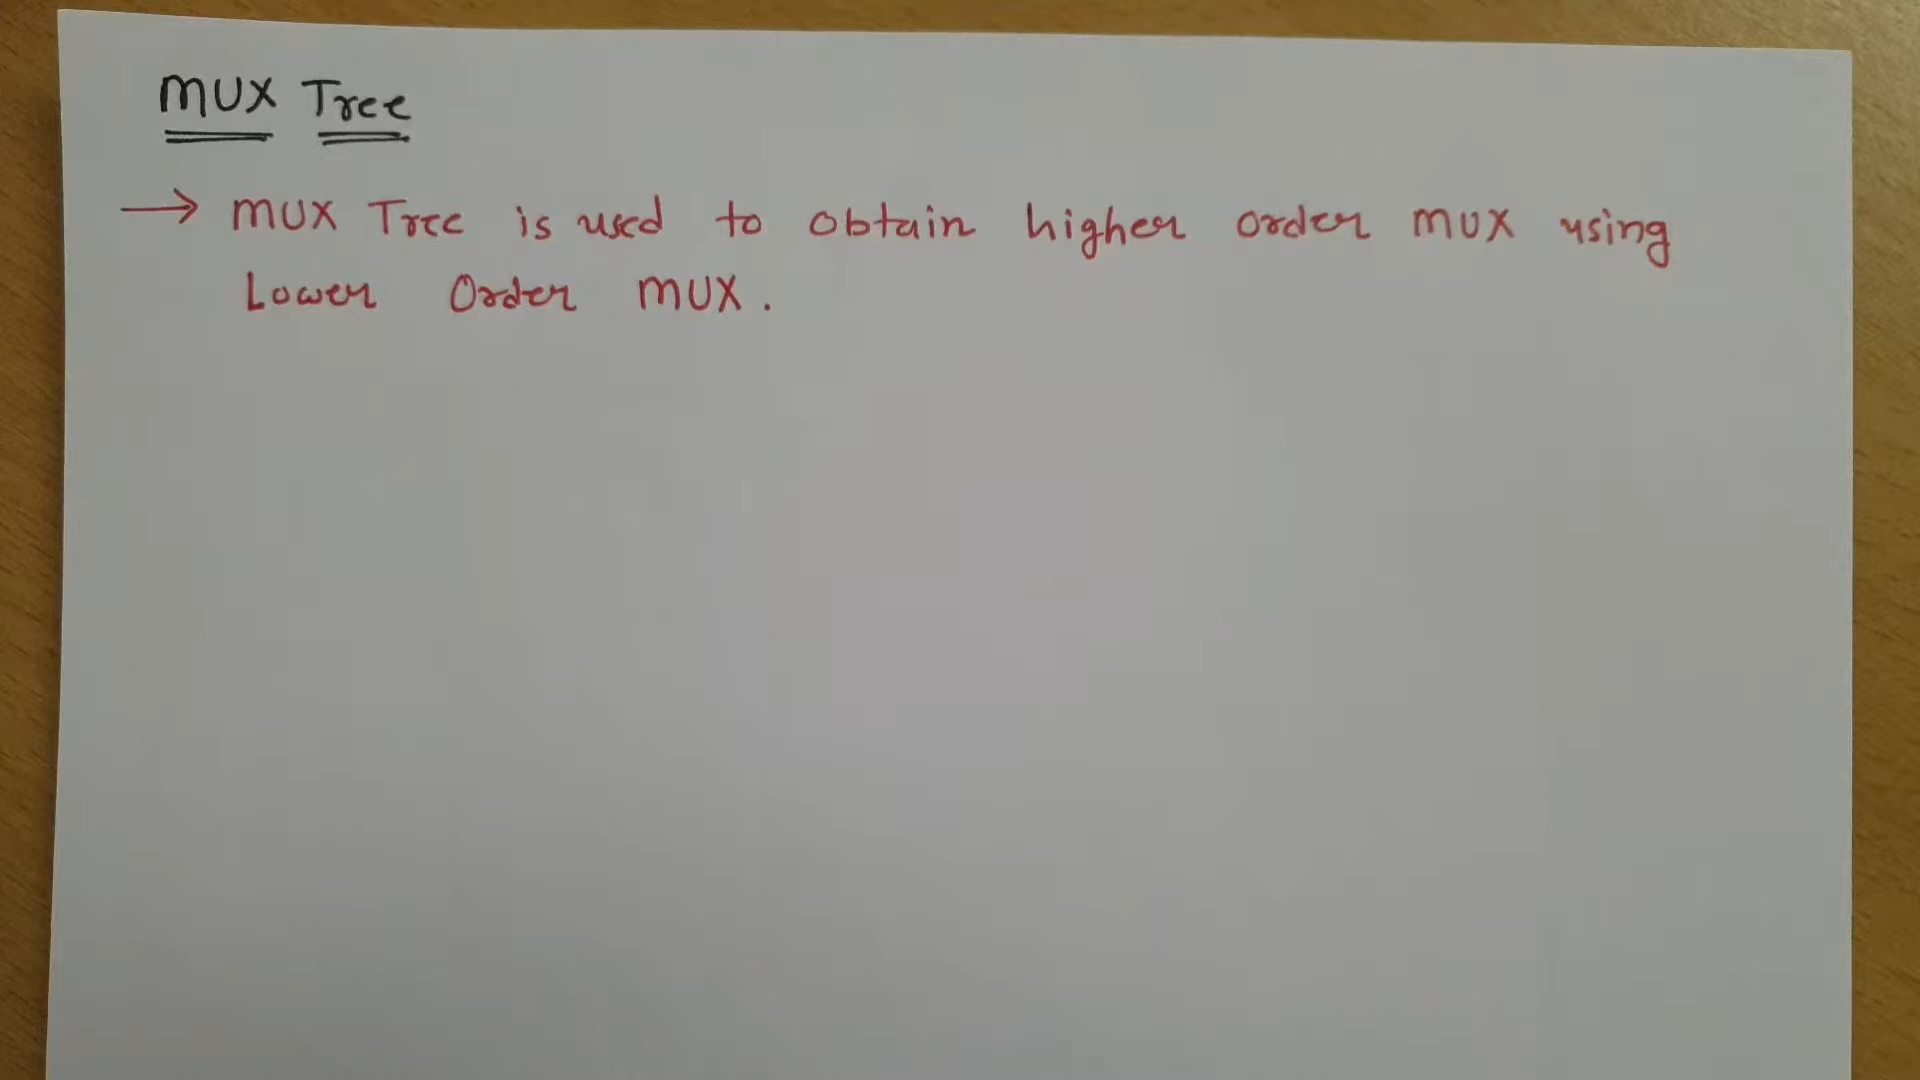 MUX Tree
→ MUX Tree is used to obtain higher order MUX using
Lower Order MUX.